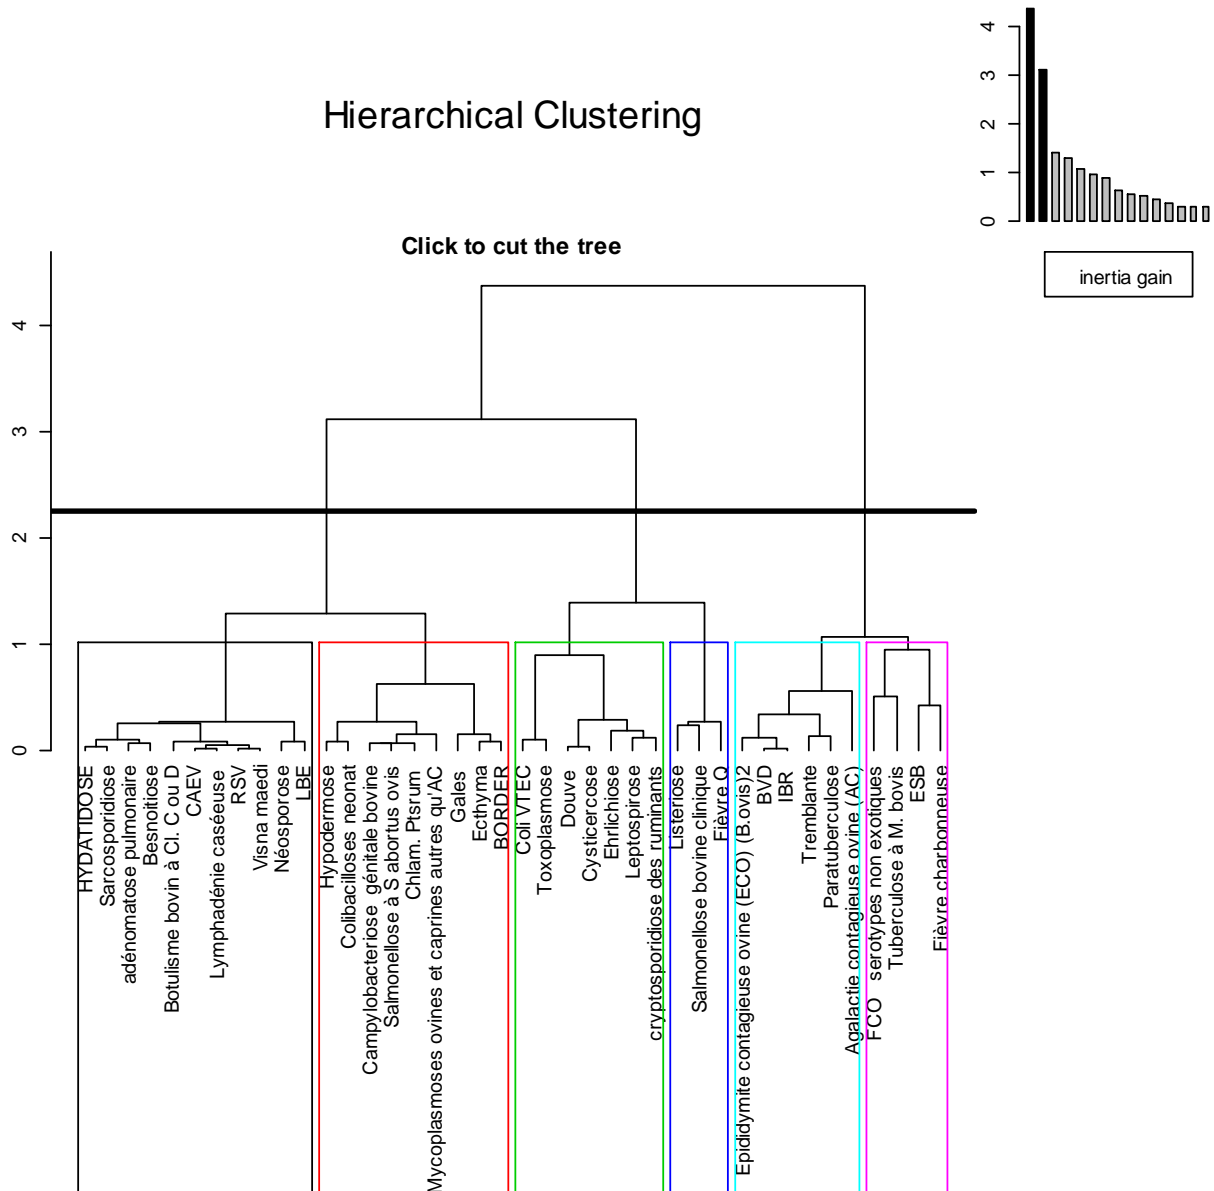 Hierarchical Clustering
0 1 2 3 4
inertia gain
Click to cut the tree
0 1 2 3 4
HYDATIDOSE
Sarcosporidiose
adénomatose pulmonaire
Besnoitiose
Botulisme bovin à Cl. C ou D
CAEV
Lymphadénie caséeuse
RSV
Visna maedi
Néosporose
LBE
Hypodermose
Colibacilloses neonat
Campylobacteriose génitale bovine
Salmonellose à S abortus ovis
Chlam. Ptsrum
Mycoplasmoses ovines et caprines autres qu'AC
Gales
Ecthyma
BORDER
Coli VTEC
Toxoplasmose
Douve
Cysticercose
Ehrlichiose
Leptospirose
cryptosporidiose des ruminants
Listeriose
Salmonellose bovine clinique
Fièvre Q
Epididymite contagieuse ovine (ECO) (B.ovis)2
BVD
IBR
Tremblante
Paratuberculose
Agalactie contagieuse ovine (AC)
FCO serotypes non exotiques
Tuberculose à M. bovis
ESB
Fièvre charbonneuse